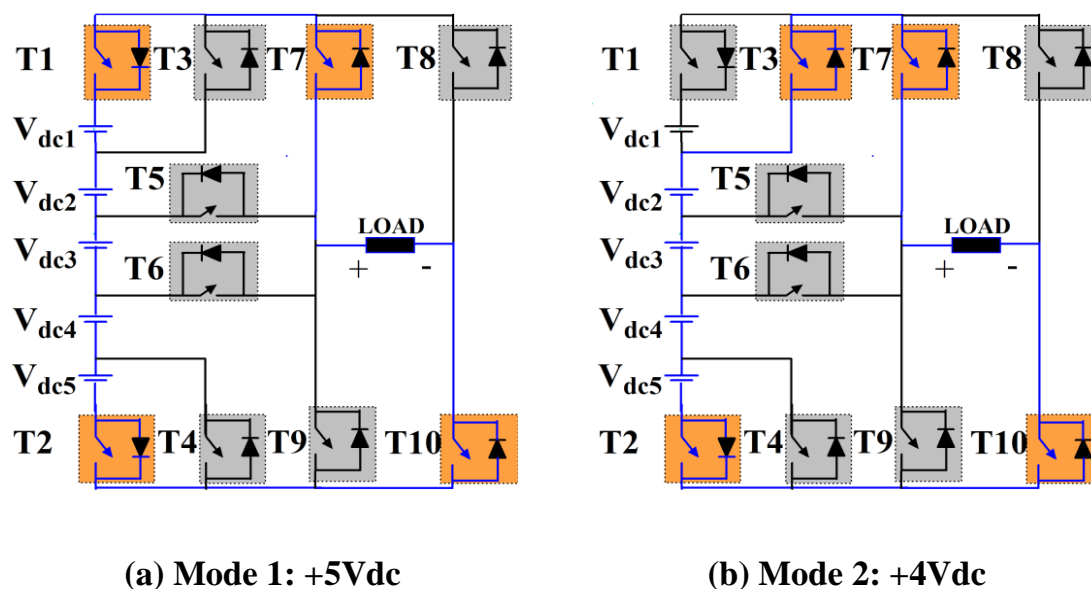 T1 T3 T7 T8
Vdc1
T5
Vdc2
LOAD
Vdc3
T6
+ -
Vdc4
Vdc5
T2 T4 T9 T10
(a) Mode 1: +5Vdc
T1 T3 T7 T8
Vdc1
T5
Vdc2
LOAD
Vdc3
T6
+ -
Vdc4
Vdc5
T2 T4 T9 T10
(b) Mode 2: +4Vdc